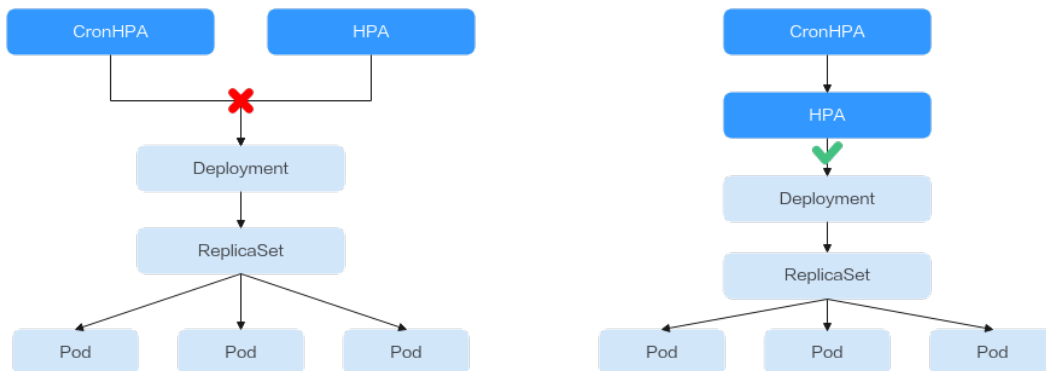 CronHPA
HPA
Deployment
ReplicaSet
Pod
Pod
Pod
CronHPA
HPA
Deployment
ReplicaSet
Pod
Pod
Pod